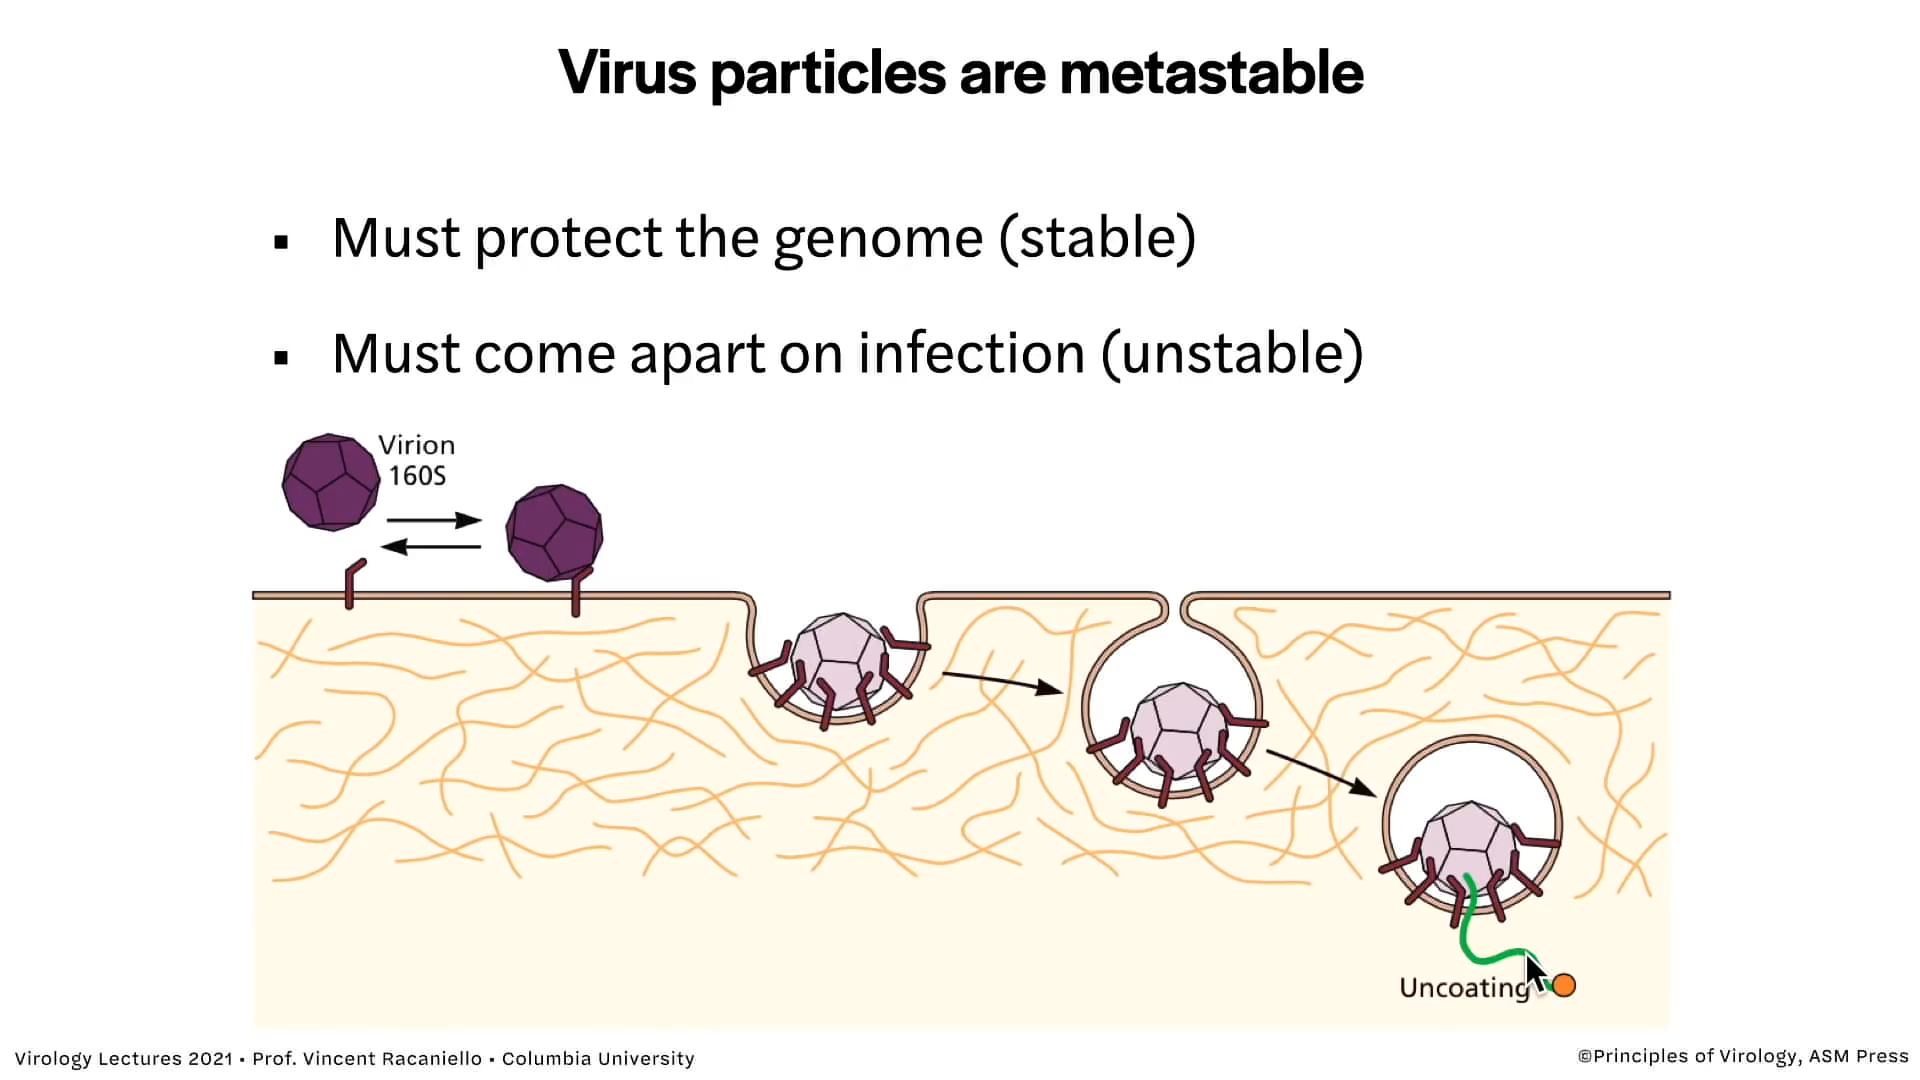 Virus particles are metastable
▪ Must protect the genome (stable)
▪ Must come apart on infection (unstable)
Virion
160S
Uncoating
Virology Lectures 2021 • Prof. Vincent Racaniello • Columbia University
©Principles of Virology, ASM Press